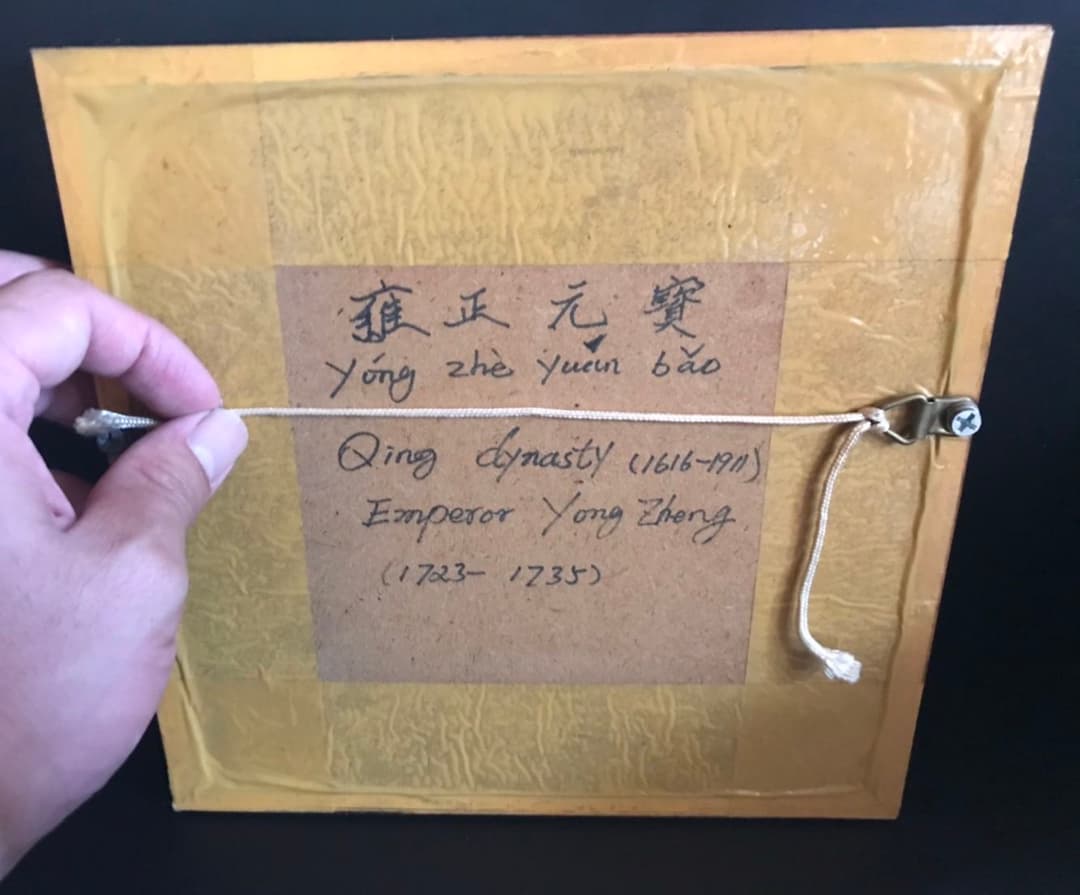 雍正元寶
yóng zhè yuán bǎo
Qing dynasty (1616-1911)
Emperor Yong Zheng
(1723- 1735)